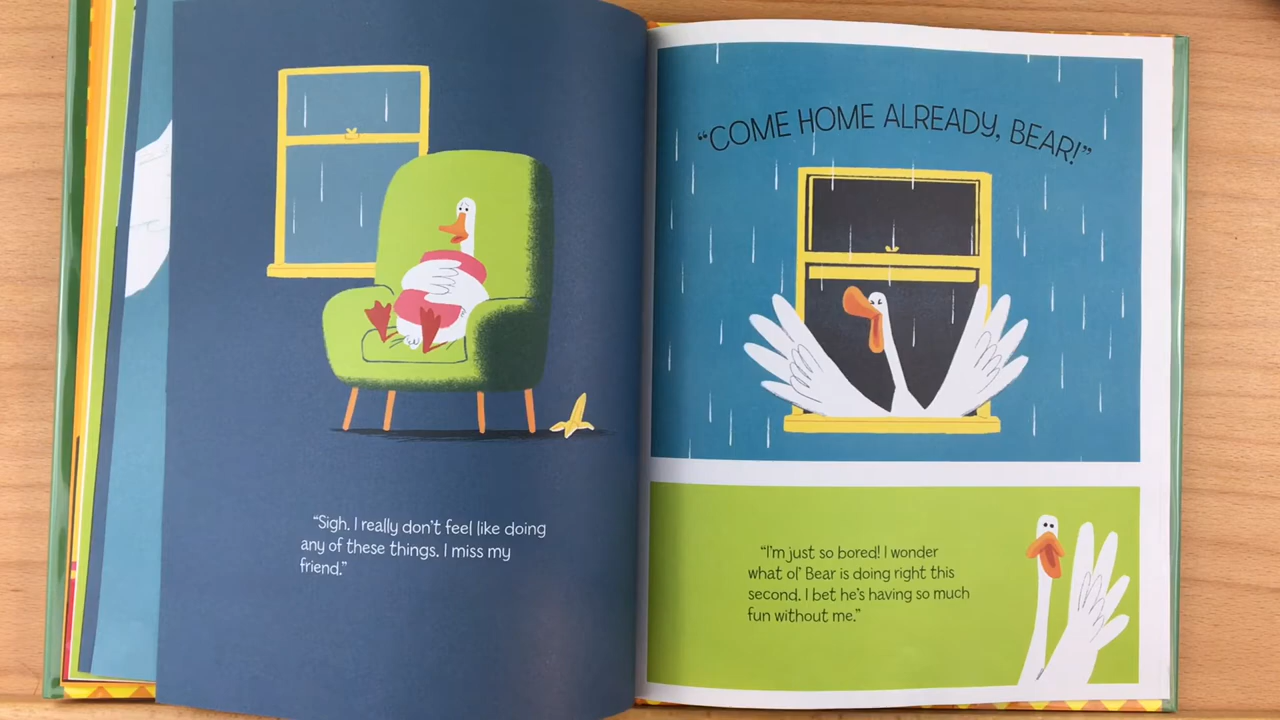 “Sigh. I really don’t feel like doing
any of these things. I miss my
friend.”
“COME HOME ALREADY, BEAR!”
“I’m just so bored! I wonder
what ol’ Bear is doing right this
second. I bet he’s having so much
fun without me.”